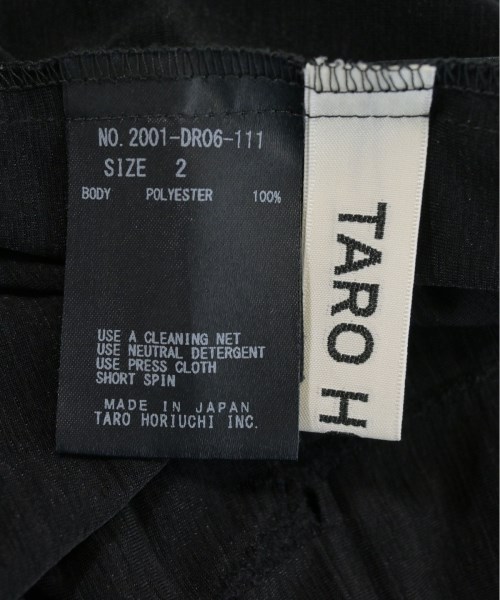 NO. 2001-DR06-111
SIZE 2
BODY POLYESTER 100%
USE A CLEANING NET
USE NEUTRAL DETERGENT
USE PRESS CLOTH
SHORT SPIN
MADE IN JAPAN
TARO HORIUCHI INC.
TARO H